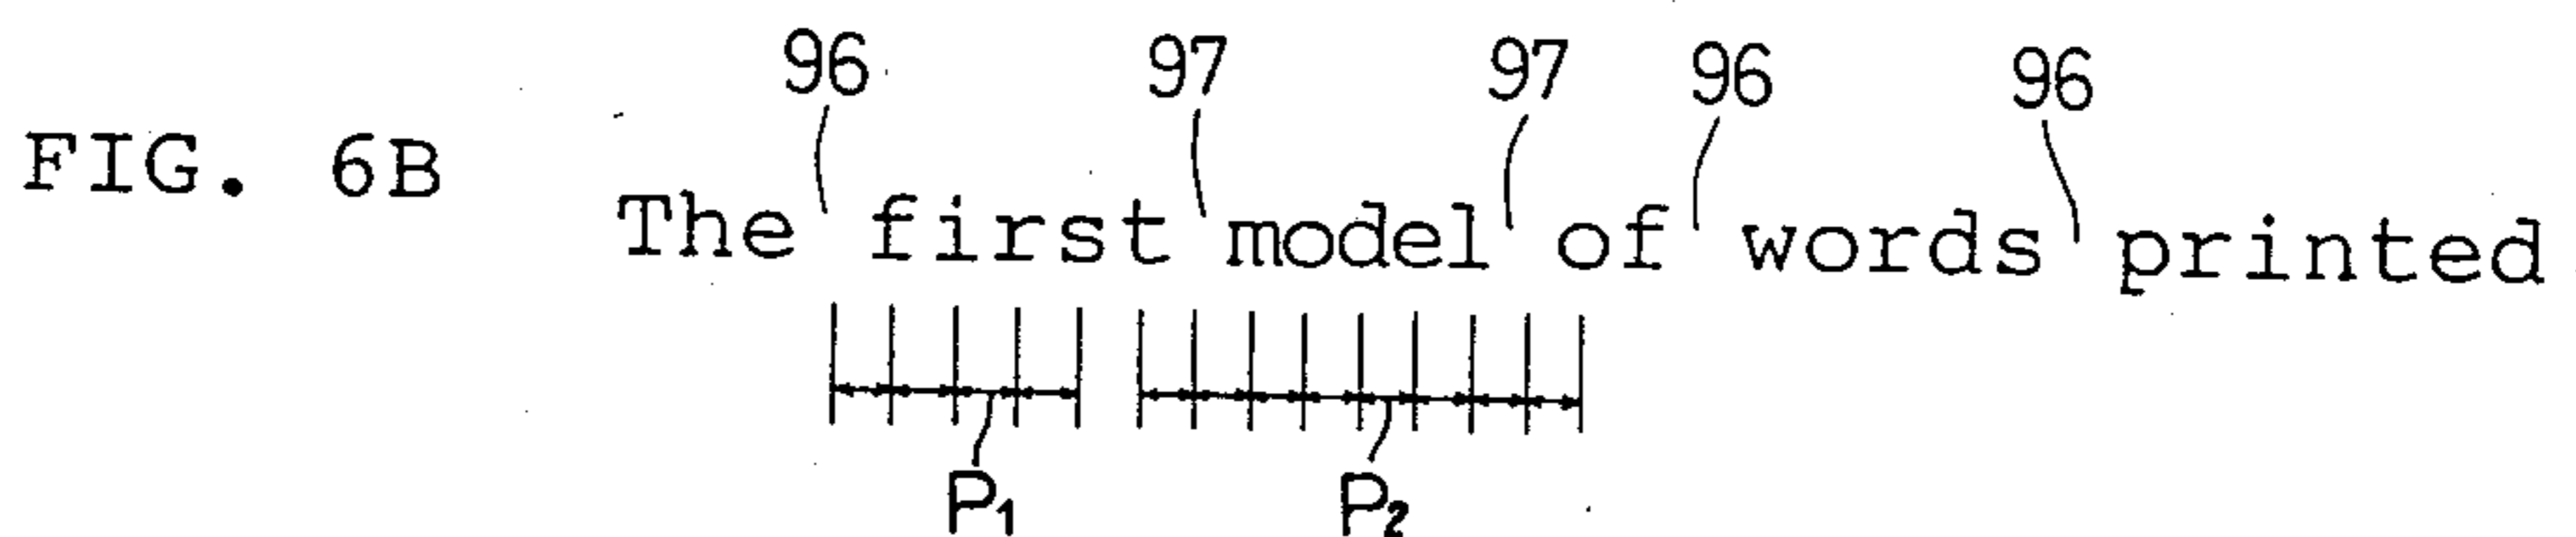 96 97 97 96 96
FIG. 6B
The first model of words printed
P1 P2